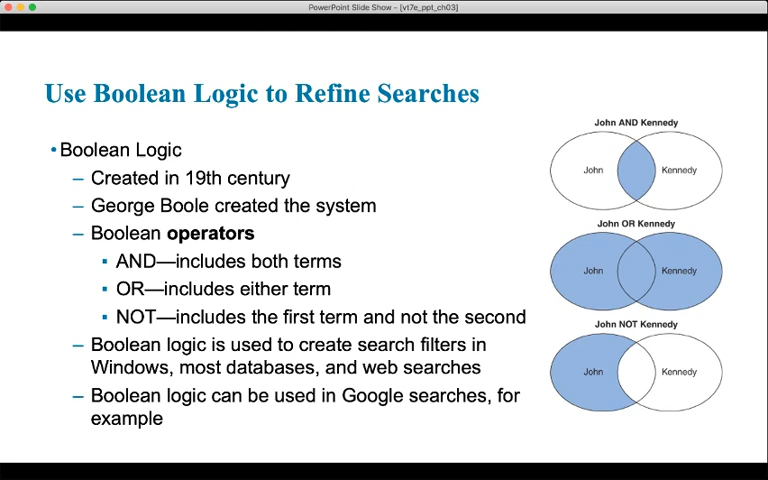 PowerPoint Slide Show - [vt7e_ppt_ch03]
Use Boolean Logic to Refine Searches
• Boolean Logic
– Created in 19th century
– George Boole created the system
– Boolean operators
▪ AND—includes both terms
▪ OR—includes either term
▪ NOT—includes the first term and not the second
– Boolean logic is used to create search filters in
Windows, most databases, and web searches
– Boolean logic can be used in Google searches, for
example
John AND Kennedy
John Kennedy
John OR Kennedy
John Kennedy
John NOT Kennedy
John Kennedy